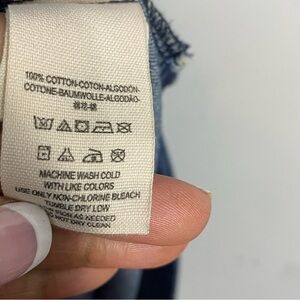 100% COTTON-COTON-ALGODÓN-
COTONE-BAUMWOLLE-ALGODÃO-
MACHINE WASH COLD
WITH LIKE COLORS
USE ONLY NON-CHLORINE BLEACH
TUMBLE DRY LOW
IRON AS NEEDED
NOT DRY CLEAN